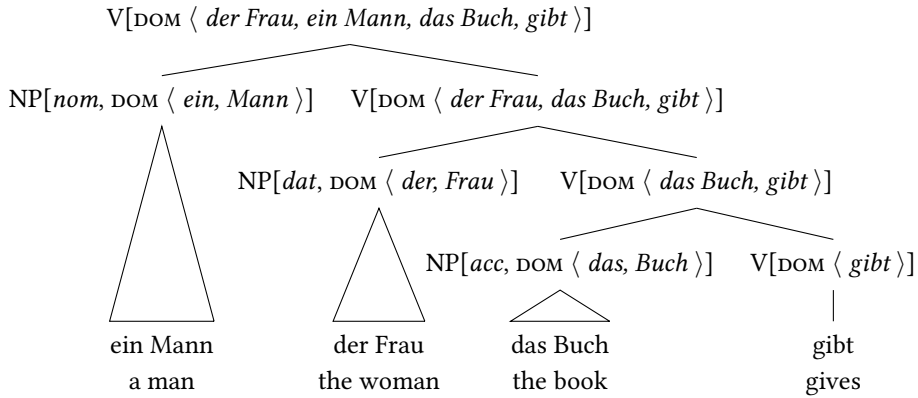 V[DOM ⟨ der Frau, ein Mann, das Buch, gibt ⟩]
NP[nom, DOM ⟨ ein, Mann ⟩] V[DOM ⟨ der Frau, das Buch, gibt ⟩]
NP[dat, DOM ⟨ der, Frau ⟩] V[DOM ⟨ das Buch, gibt ⟩]
NP[acc, DOM ⟨ das, Buch ⟩] V[DOM ⟨ gibt ⟩]
ein Mann der Frau das Buch gibt
a man the woman the book gives